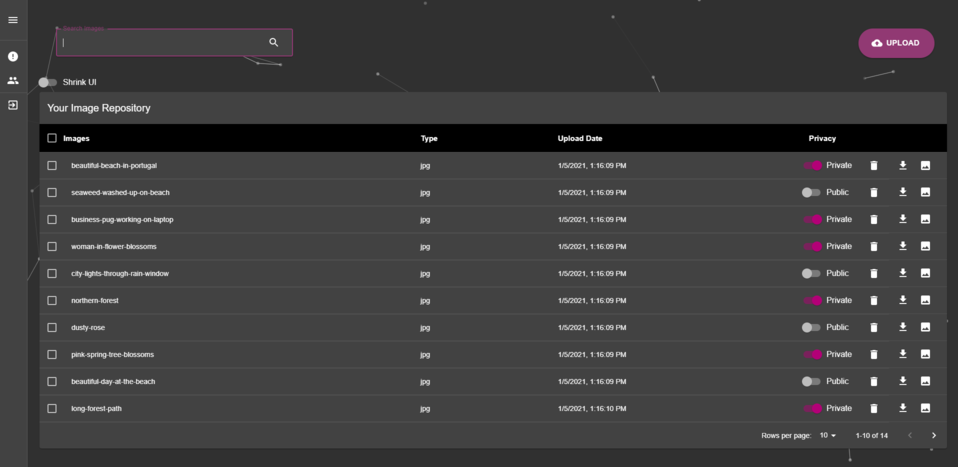 Search Images
UPLOAD
Shrink UI
Your Image Repository
Images Type Upload Date Privacy
beautiful-beach-in-portugal jpg 1/5/2021, 1:16:09 PM Private
seaweed-washed-up-on-beach jpg 1/5/2021, 1:16:09 PM Public
business-pug-working-on-laptop jpg 1/5/2021, 1:16:09 PM Private
woman-in-flower-blossoms jpg 1/5/2021, 1:16:09 PM Private
city-lights-through-rain-window jpg 1/5/2021, 1:16:09 PM Public
northern-forest jpg 1/5/2021, 1:16:09 PM Private
dusty-rose jpg 1/5/2021, 1:16:09 PM Public
pink-spring-tree-blossoms jpg 1/5/2021, 1:16:09 PM Private
beautiful-day-at-the-beach jpg 1/5/2021, 1:16:09 PM Public
long-forest-path jpg 1/5/2021, 1:16:10 PM Private
Rows per page: 10 1-10 of 14